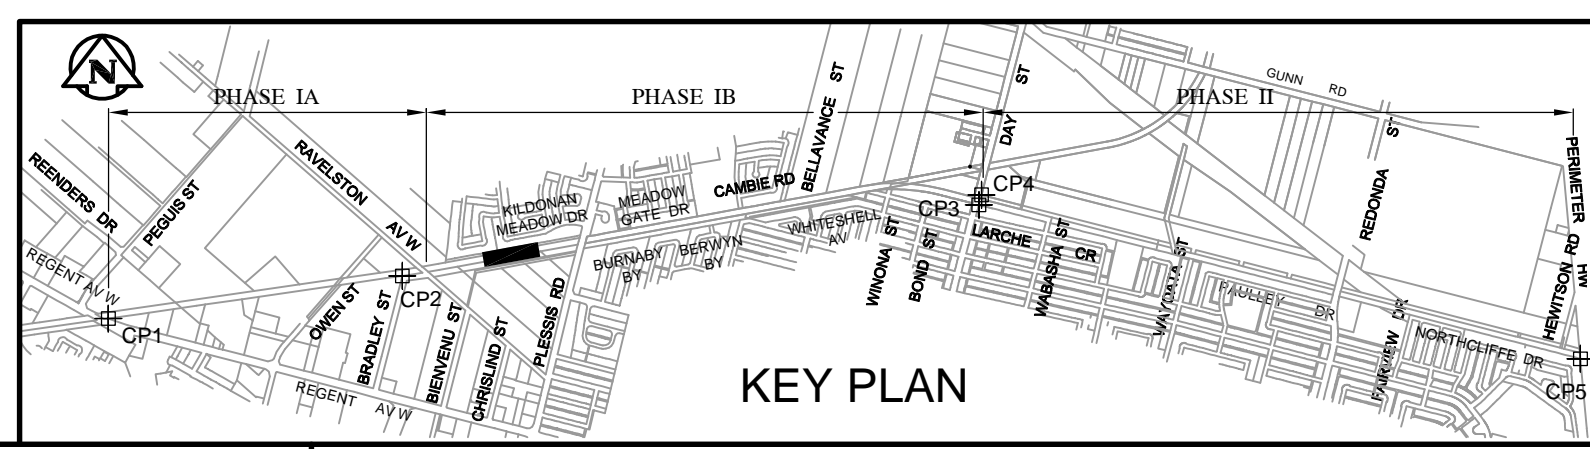 N
PHASE IA
PHASE IB
PHASE II
GUNN RD
REENDERS DR
PEGUIS ST
RAVELSTON AV W
REGENT AV W
CP1
OWEN ST
BRADLEY ST
CP2
BIENVENU ST
CHRISLIND ST
REGENT AV W
PLESSIS RD
KILDONAN
MEADOW DR
MEADOW
GATE DR
CAMBIE RD
BELLAVANCE ST
BURNABY
BY
BERWYN
BY
WHITESHELL
AV
WINONA ST
BOND ST
CP3
CP4
DAY ST
LARCHE CR
WABASHA ST
WAYDATA ST
PAULLEY DR
REDONDA ST
FAIRVIEW DR
NORTHCLIFFE DR
HEWITSON RD
PERIMETER HW
CP5
KEY PLAN